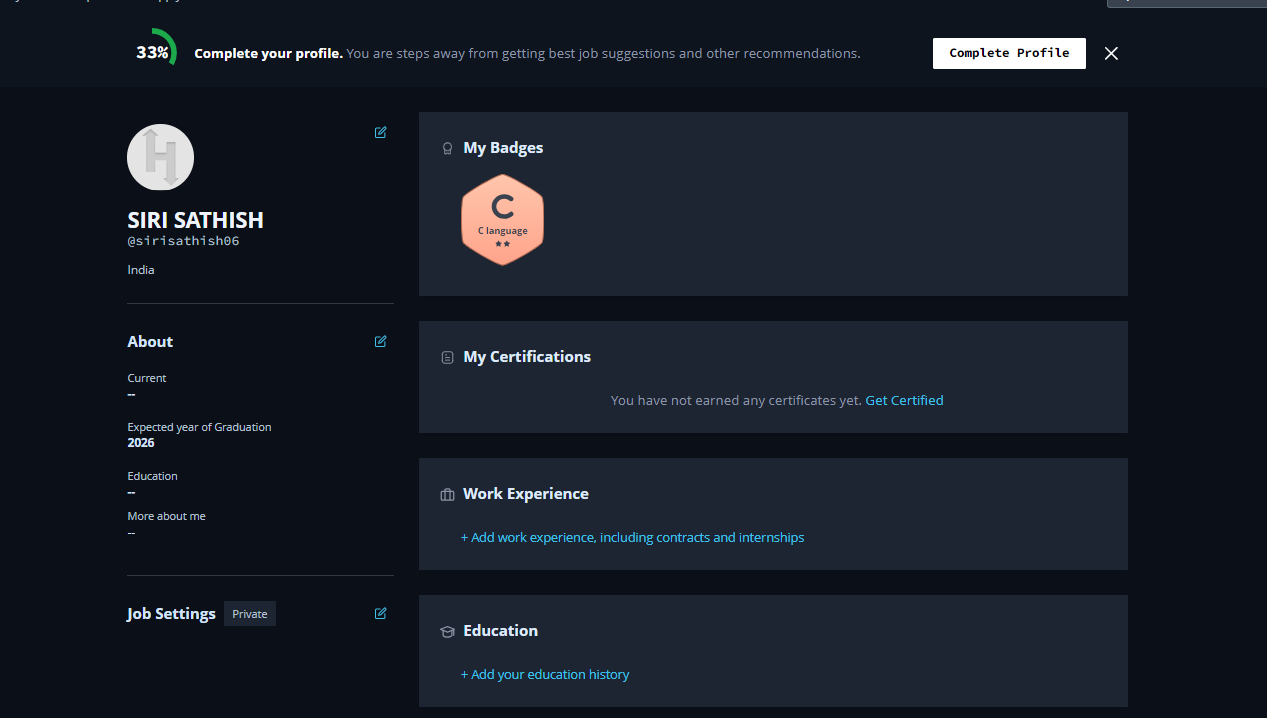 33% Complete your profile. You are steps away from getting best job suggestions and other recommendations. Complete Profile
SIRI SATHISH
@sirisathish06
India
About
Current
--
Expected year of Graduation
2026
Education
--
More about me
--
Job Settings Private
My Badges
C
C language
My Certifications
You have not earned any certificates yet. Get Certified
Work Experience
+ Add work experience, including contracts and internships
Education
+ Add your education history